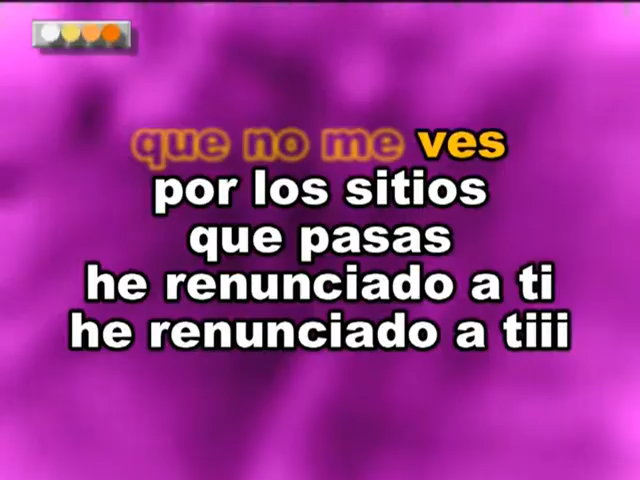 que no me ves
por los sitios
que pasas
he renunciado a ti
he renunciado a tiii